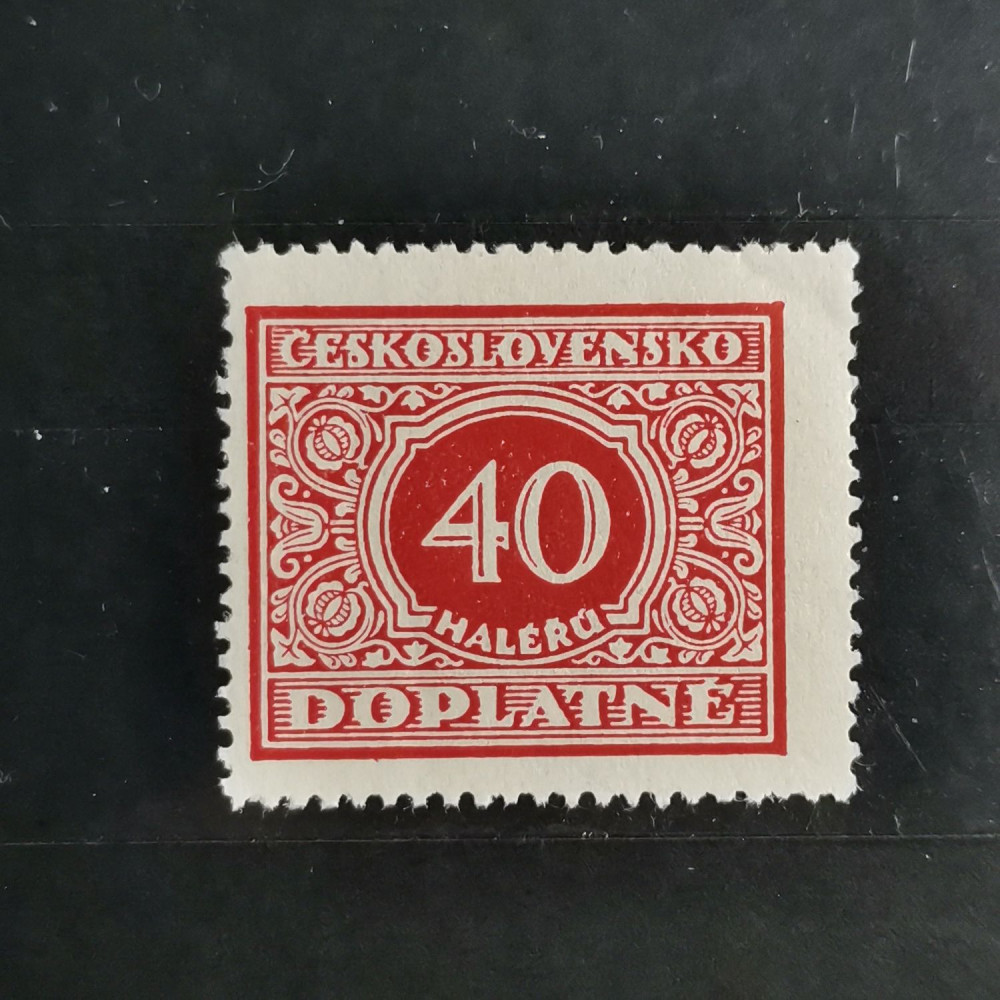 ČESKOSLOVENSKO
40
HALÉŘŮ
DOPLATNÉ